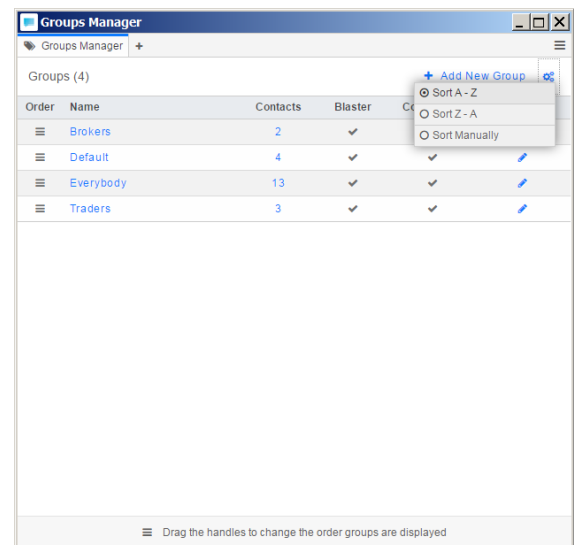 Groups Manager
Groups Manager +
Groups (4)
+ Add New Group
Sort A - Z
Sort Z - A
Sort Manually
Order Name Contacts Blaster
Brokers 2
Default 4
Everybody 13
Traders 3
Drag the handles to change the order groups are displayed